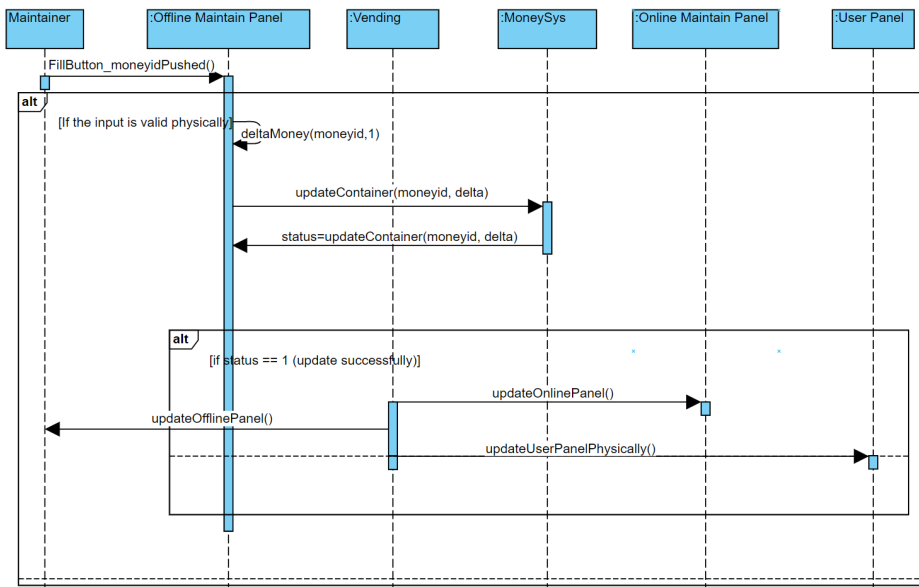 Maintainer
:Offline Maintain Panel
:Vending
:MoneySys
:Online Maintain Panel
:User Panel
FillButton_moneyidPushed()
alt
[If the input is valid physically]
deltaMoney(moneyid,1)
updateContainer(moneyid, delta)
status=updateContainer(moneyid, delta)
alt
[if status == 1 (update successfully)]
updateOnlinePanel()
updateOfflinePanel()
updateUserPanelPhysically()